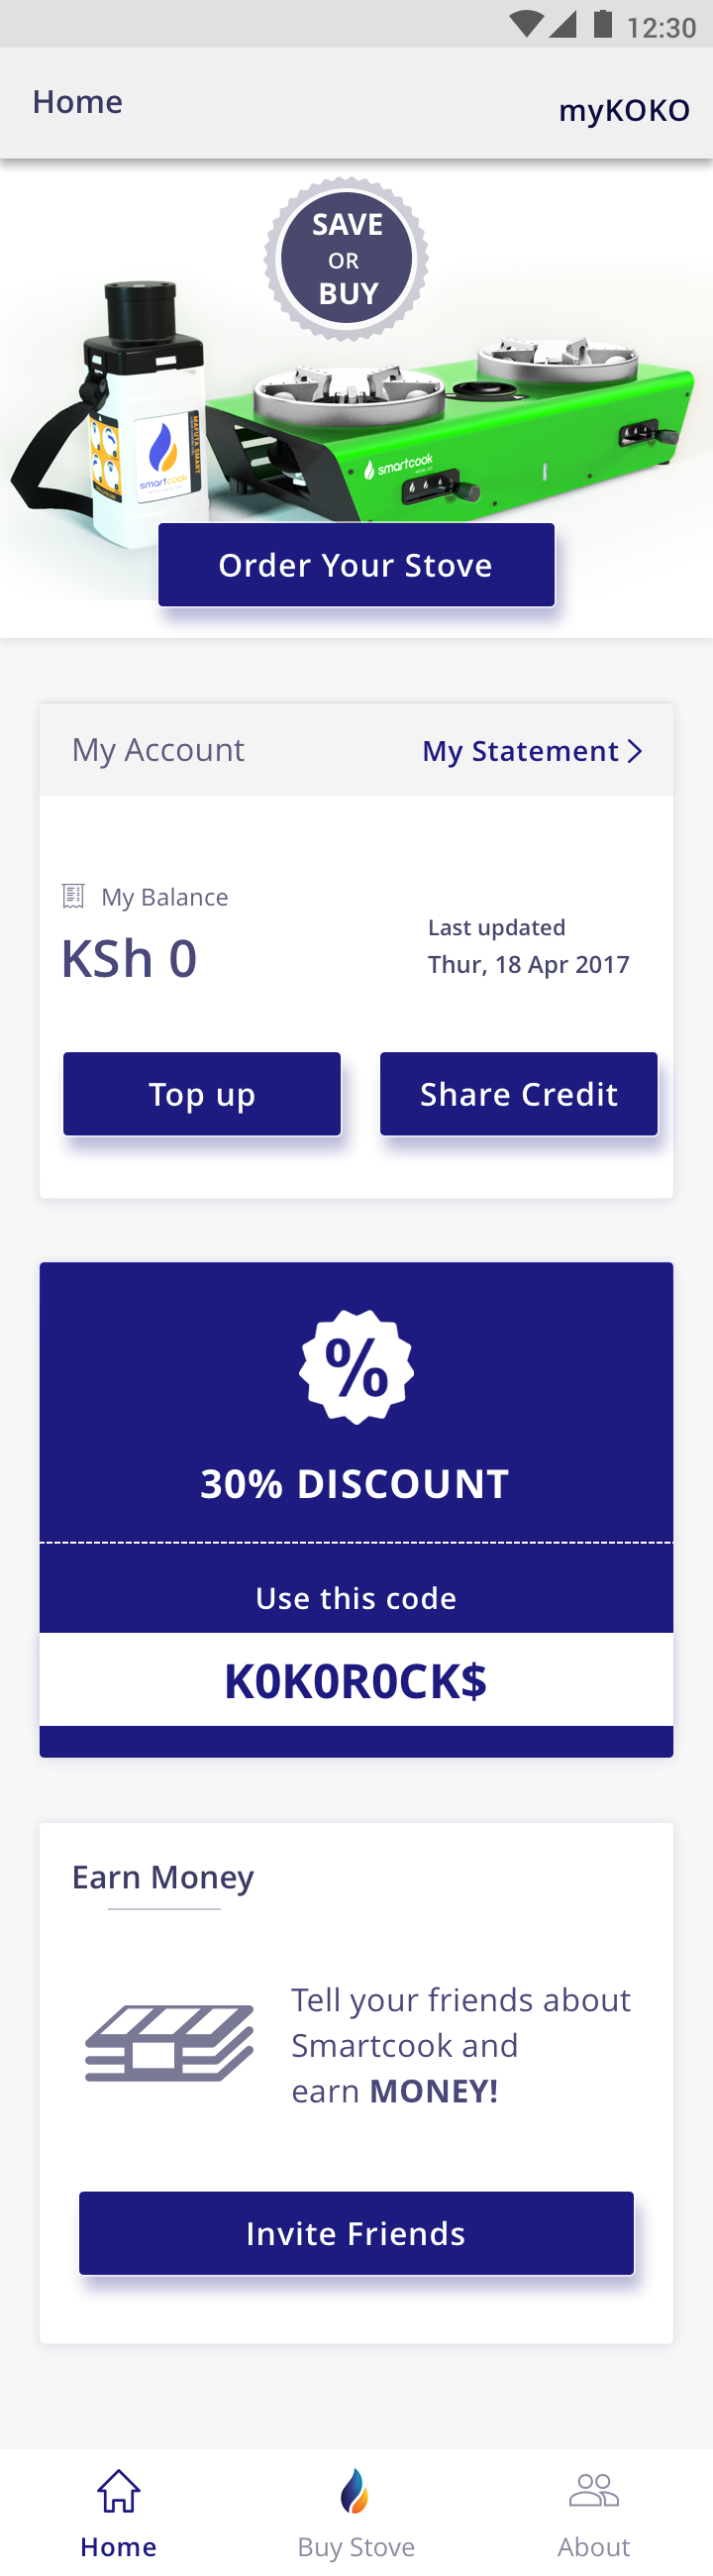 12:30
Home
myKOKO
SAVE
OR
BUY
smartcook
smartcook
Order Your Stove
My Account
My Statement
My Balance
KSh 0
Last updated
Thur, 18 Apr 2017
Top up
Share Credit
%
30% DISCOUNT
Use this code
K0K0R0CK$
Earn Money
Tell your friends about
Smartcook and
earn MONEY!
Invite Friends
Home
Buy Stove
About